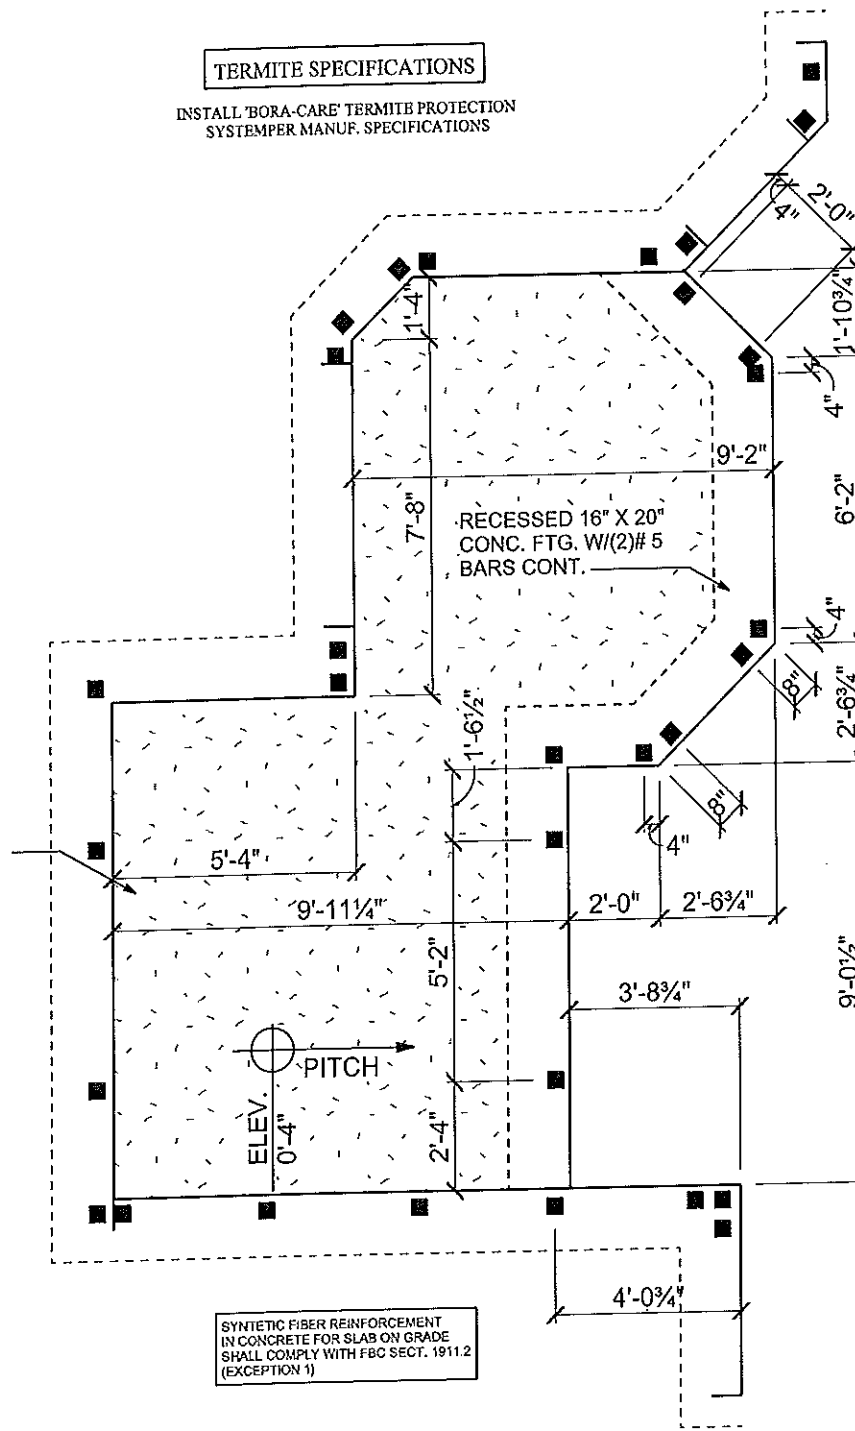 TERMITE SPECIFICATIONS
INSTALL 'BORA-CARE' TERMITE PROTECTION
SYSTEMPER MANUF. SPECIFICATIONS
2'-0"
4"
1'-10¾"
1'-4"
4"
9'-2"
7'-8"
6'-2"
RECESSED 16" X 20"
CONC. FTG. W/(2)# 5
BARS CONT.
4"
8"
2'-6¾"
1'-6½"
8"
4"
5'-4"
9'-11¼"
2'-0"
2'-6¾"
5'-2"
9'-0½"
3'-8¾"
PITCH
ELEV.
0'-4"
2'-4"
4'-0¾"
SYNTETIC FIBER REINFORCEMENT
IN CONCRETE FOR SLAB ON GRADE
SHALL COMPLY WITH FBC SECT. 1911.2
(EXCEPTION 1)